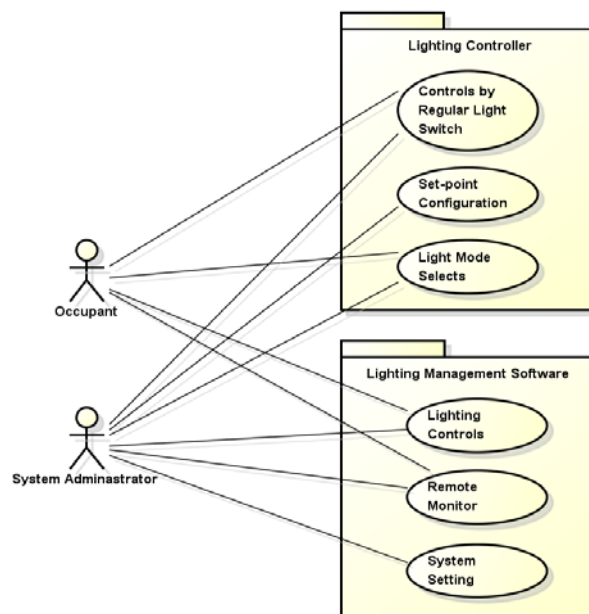 Lighting Controller
Controls by
Regular Light
Switch
Set-point
Configuration
Light Mode
Selects
Occupant
Lighting Management Software
Lighting
Controls
System Adminastrator
Remote
Monitor
System
Setting